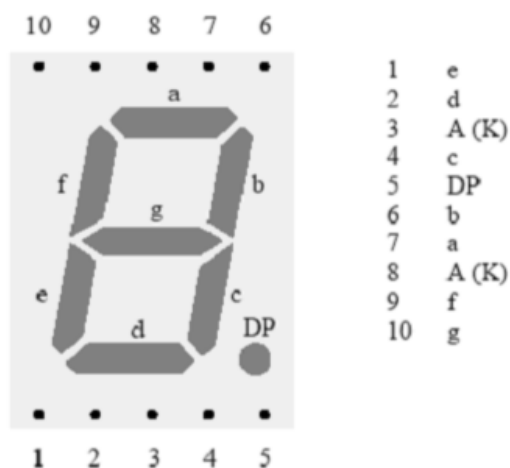 10 9 8 7 6
a
f
b
g
e
c
d
DP
1 2 3 4 5
1 e
2 d
3 A (K)
4 c
5 DP
6 b
7 a
8 A (K)
9 f
10 g